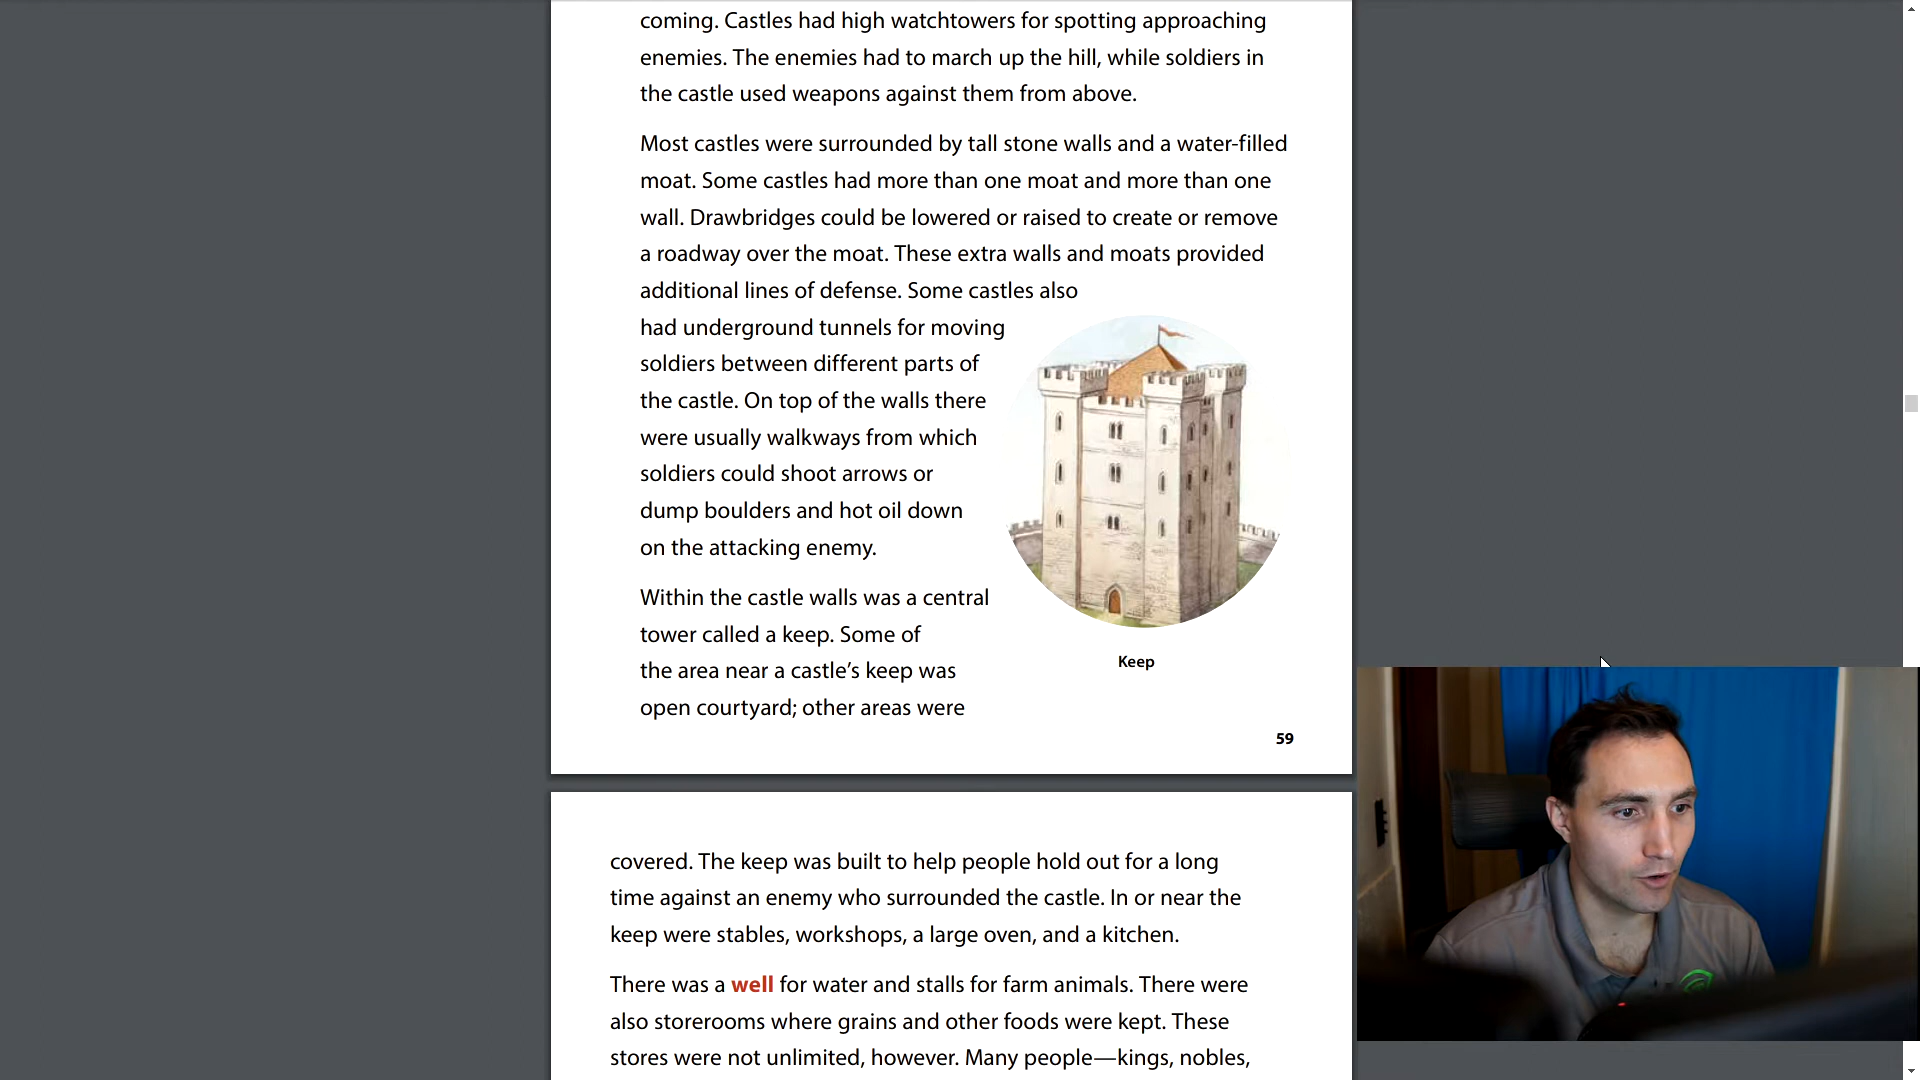 coming. Castles had high watchtowers for spotting approaching
enemies. The enemies had to march up the hill, while soldiers in
the castle used weapons against them from above.
Most castles were surrounded by tall stone walls and a water-filled
moat. Some castles had more than one moat and more than one
wall. Drawbridges could be lowered or raised to create or remove
a roadway over the moat. These extra walls and moats provided
additional lines of defense. Some castles also
had underground tunnels for moving
soldiers between different parts of
the castle. On top of the walls there
were usually walkways from which
soldiers could shoot arrows or
dump boulders and hot oil down
on the attacking enemy.
Within the castle walls was a central
tower called a keep. Some of
the area near a castle’s keep was
open courtyard; other areas were
Keep
59
covered. The keep was built to help people hold out for a long
time against an enemy who surrounded the castle. In or near the
keep were stables, workshops, a large oven, and a kitchen.
There was a well for water and stalls for farm animals. There were
also storerooms where grains and other foods were kept. These
stores were not unlimited, however. Many people—kings, nobles,